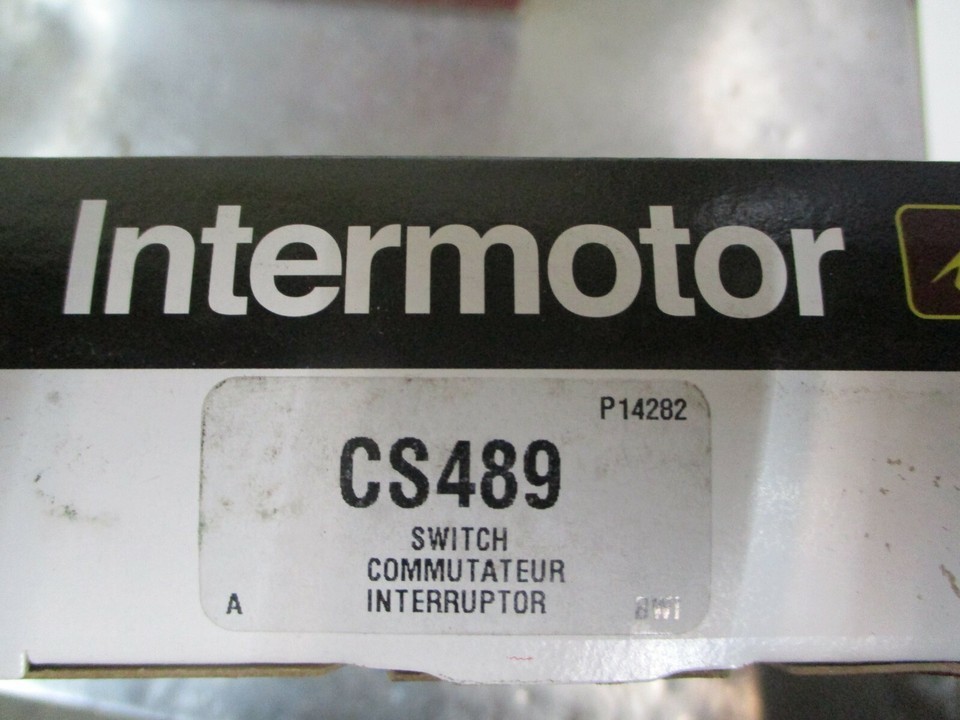 Intermotor
P14282
CS489
SWITCH
COMMUTATEUR
INTERRUPTOR
A